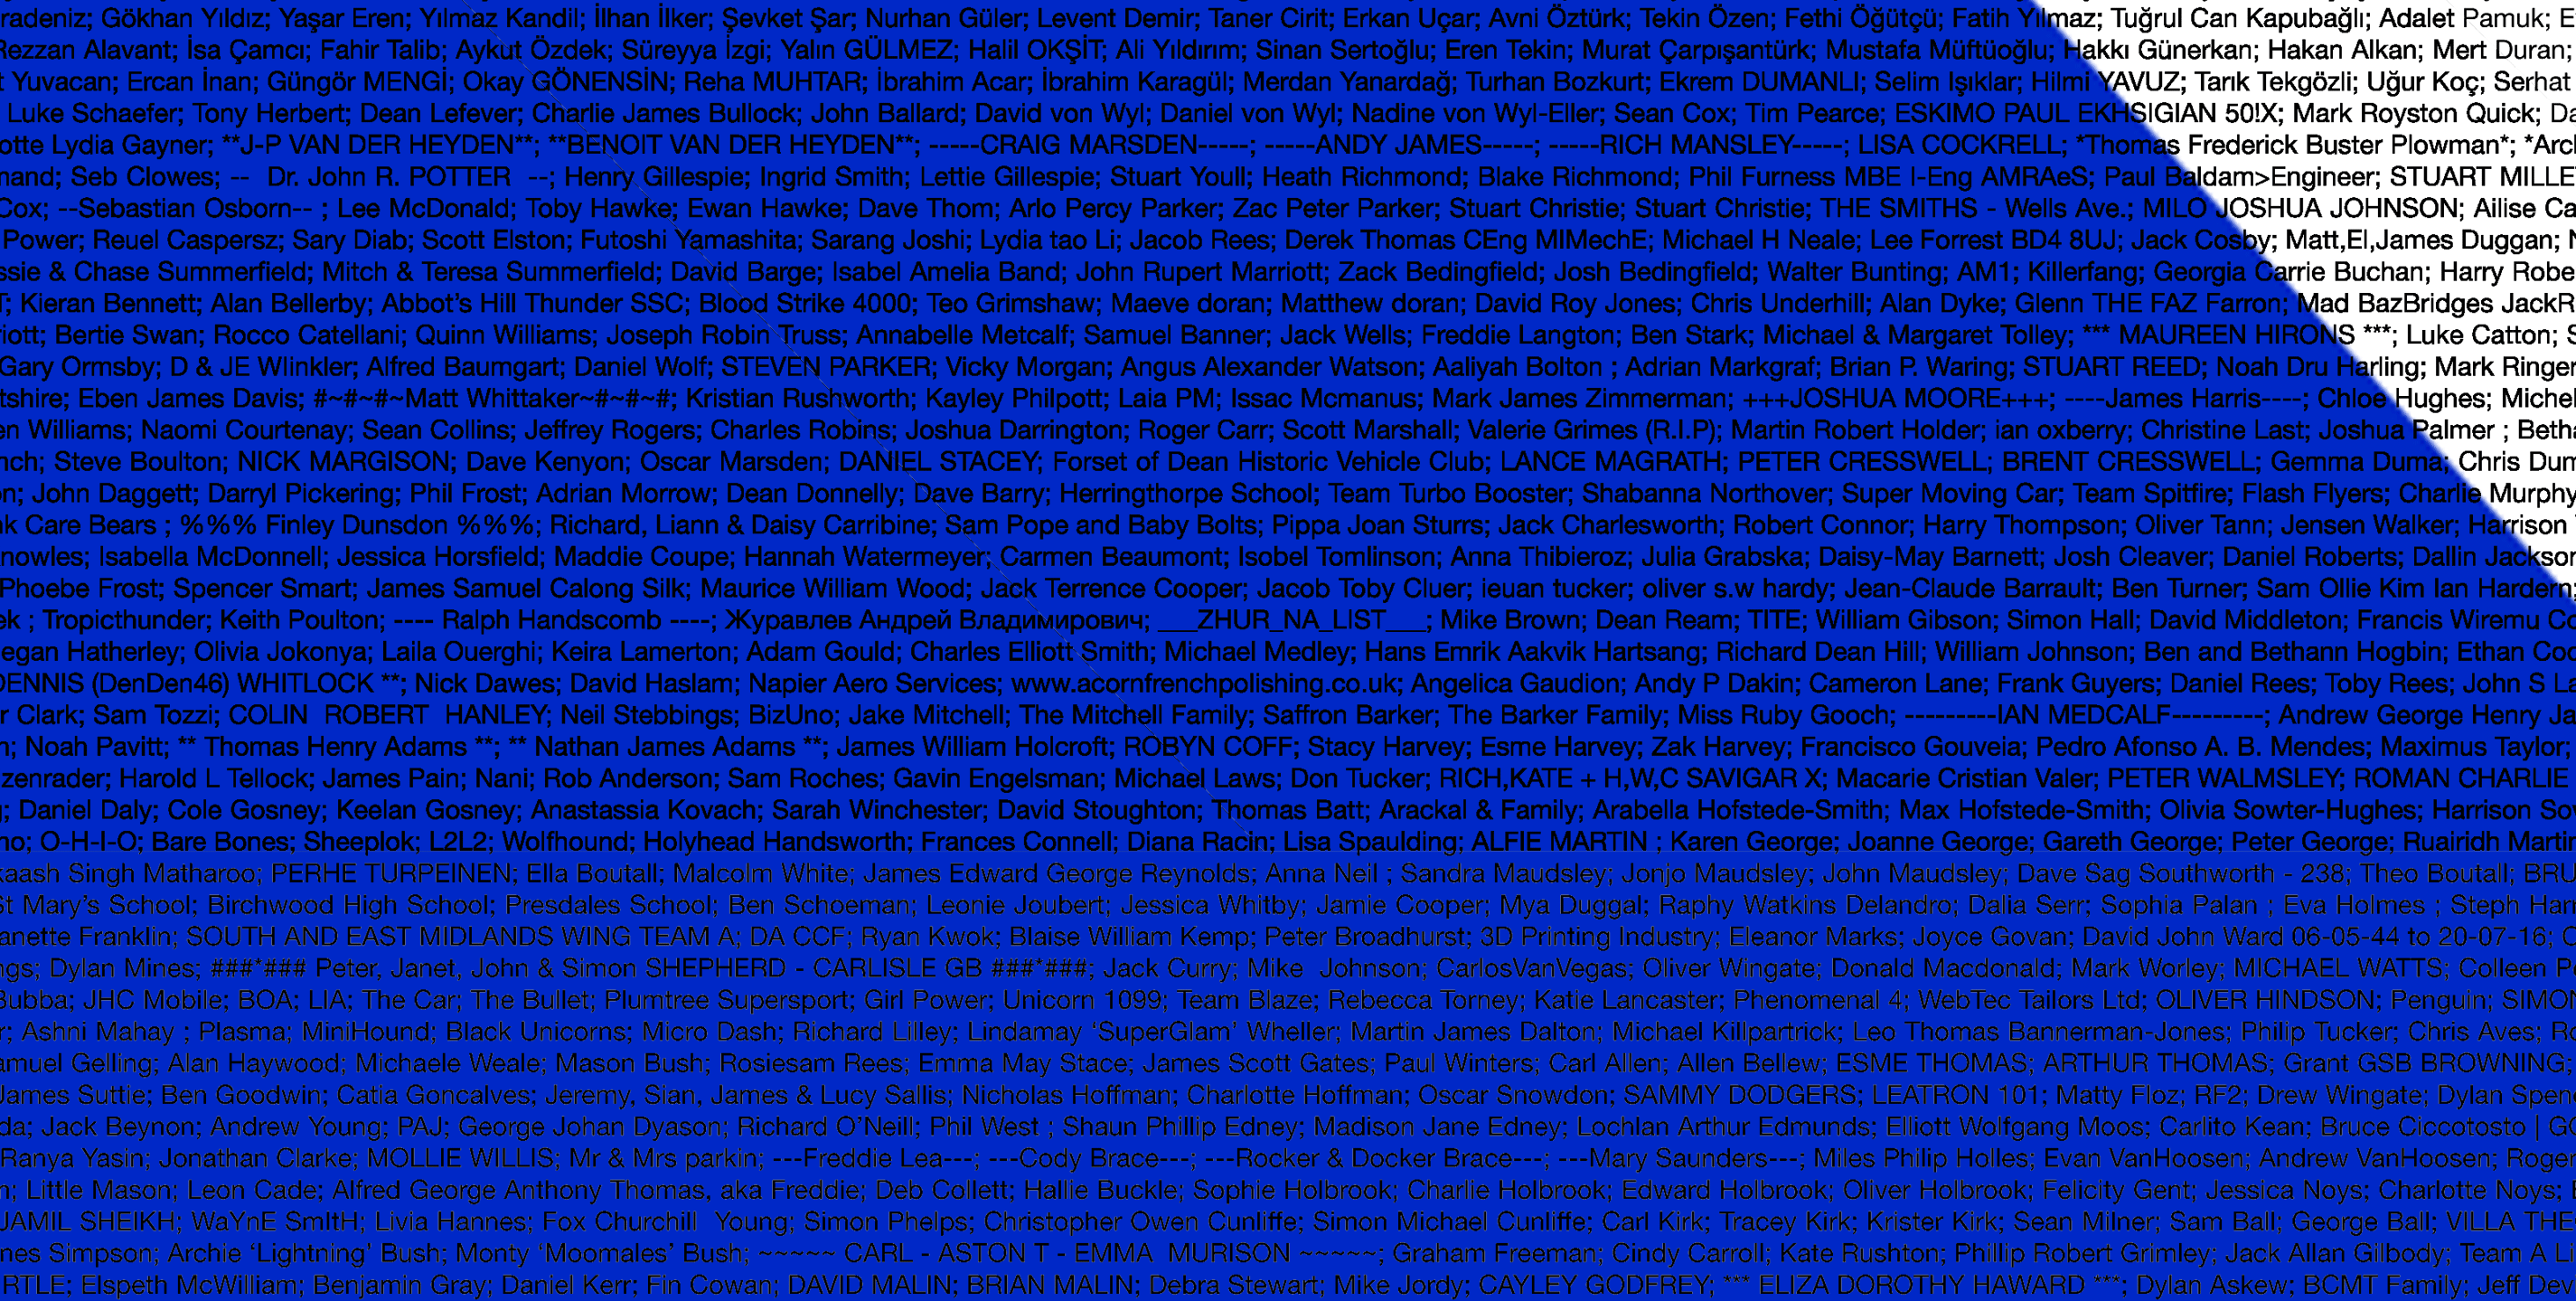 radeniz; Gökhan Yıldız; Yaşar Eren; Yılmaz Kandil; İlhan İlker; Şevket Şar; Nurhan Güler; Levent Demir; Taner Cirit; Erkan Uçar; Avni Öztürk; Tekin Özen; Fethi Öğütçü; Fatih Yılmaz; Tuğrul Can Kapubağlı; Adalet Pamuk; E
Rezzan Alavant; İsa Çamcı; Fahir Talib; Aykut Özdek; Süreyya İzgi; Yalın GÜLMEZ; Halil OKŞİT; Ali Yıldırım; Sinan Sertoğlu; Eren Tekin; Murat Çarpışantürk; Mustafa Müftüoğlu; Hakkı Günerkan; Hakan Alkan; Mert Duran;
t Yuvacan; Ercan İnan; Güngör MENGİ; Okay GÖNENSİN; Reha MUHTAR; İbrahim Acar; İbrahim Karagül; Merdan Yanardağ; Turhan Bozkurt; Ekrem DUMANLI; Selim Işıklar; Hilmi YAVUZ; Tarık Tekgözli; Uğur Koç; Serhat
Luke Schaefer; Tony Herbert; Dean Lefever; Charlie James Bullock; John Ballard; David von Wyl; Daniel von Wyl; Nadine von Wyl-Eller; Sean Cox; Tim Pearce; ESKIMO PAUL EKHSIGIAN 50!X; Mark Royston Quick; Da
otte Lydia Gayner; **J-P VAN DER HEYDEN**; **BENOIT VAN DER HEYDEN**; -----CRAIG MARSDEN-----; -----ANDY JAMES-----; -----RICH MANSLEY-----; LISA COCKRELL; *Thomas Frederick Buster Plowman*; *Arcl
nand; Seb Clowes; -- Dr. John R. POTTER --; Henry Gillespie; Ingrid Smith; Lettie Gillespie; Stuart Youll; Heath Richmond; Blake Richmond; Phil Furness MBE I-Eng AMRAeS; Paul Baldam>Engineer; STUART MILLE
Cox; --Sebastian Osborn-- ; Lee McDonald; Toby Hawke; Ewan Hawke; Dave Thom; Arlo Percy Parker; Zac Peter Parker; Stuart Christie; Stuart Christie; THE SMITHS - Wells Ave.; MILO JOSHUA JOHNSON; Ailise Ca
Power; Reuel Caspersz; Sary Diab; Scott Elston; Futoshi Yamashita; Sarang Joshi; Lydia tao Li; Jacob Rees; Derek Thomas CEng MIMechE; Michael H Neale; Lee Forrest BD4 8UJ; Jack Cosby; Matt,El,James Duggan; N
ssie & Chase Summerfield; Mitch & Teresa Summerfield; David Barge; Isabel Amelia Band; John Rupert Marriott; Zack Bedingfield; Josh Bedingfield; Walter Bunting; AM1; Killerfang; Georgia Carrie Buchan; Harry Robe
T; Kieran Bennett; Alan Bellerby; Abbot’s Hill Thunder SSC; Blood Strike 4000; Teo Grimshaw; Maeve doran; Matthew doran; David Roy Jones; Chris Underhill; Alan Dyke; Glenn THE FAZ Farron; Mad BazBridges JackR
riott; Bertie Swan; Rocco Catellani; Quinn Williams; Joseph Robin Truss; Annabelle Metcalf; Samuel Banner; Jack Wells; Freddie Langton; Ben Stark; Michael & Margaret Tolley; *** MAUREEN HIRONS ***; Luke Catton; S
Gary Ormsby; D & JE Wlinkler; Alfred Baumgart; Daniel Wolf; STEVEN PARKER; Vicky Morgan; Angus Alexander Watson; Aaliyah Bolton ; Adrian Markgraf; Brian P. Waring; STUART REED; Noah Dru Harling; Mark Ringer
tshire; Eben James Davis; #~#~#~Matt Whittaker~#~#~#; Kristian Rushworth; Kayley Philpott; Laia PM; Issac Mcmanus; Mark James Zimmerman; +++JOSHUA MOORE+++; ----James Harris----; Chloe Hughes; Michel
en Williams; Naomi Courtenay; Sean Collins; Jeffrey Rogers; Charles Robins; Joshua Darrington; Roger Carr; Scott Marshall; Valerie Grimes (R.I.P); Martin Robert Holder; ian oxberry; Christine Last; Joshua Palmer ; Betha
nch; Steve Boulton; NICK MARGISON; Dave Kenyon; Oscar Marsden; DANIEL STACEY; Forset of Dean Historic Vehicle Club; LANCE MAGRATH; PETER CRESSWELL; BRENT CRESSWELL; Gemma Duma; Chris Dum
on; John Daggett; Darryl Pickering; Phil Frost; Adrian Morrow; Dean Donnelly; Dave Barry; Herringthorpe School; Team Turbo Booster; Shabanna Northover; Super Moving Car; Team Spitfire; Flash Flyers; Charlie Murphy
nk Care Bears ; %%% Finley Dunsdon %%%; Richard, Liann & Daisy Carribine; Sam Pope and Baby Bolts; Pippa Joan Sturrs; Jack Charlesworth; Robert Connor; Harry Thompson; Oliver Tann; Jensen Walker; Harrison
nowles; Isabella McDonnell; Jessica Horsfield; Maddie Coupe; Hannah Watermeyer; Carmen Beaumont; Isobel Tomlinson; Anna Thibieroz; Julia Grabska; Daisy-May Barnett; Josh Cleaver; Daniel Roberts; Dallin Jackson
Phoebe Frost; Spencer Smart; James Samuel Calong Silk; Maurice William Wood; Jack Terrence Cooper; Jacob Toby Cluer; ieuan tucker; oliver s.w hardy; Jean-Claude Barrault; Ben Turner; Sam Ollie Kim Ian Hardern;
ek ; Tropicthunder; Keith Poulton; ---- Ralph Handscomb ----; Журавлев Андрей Владимирович; ___ZHUR_NA_LIST___; Mike Brown; Dean Ream; TITE; William Gibson; Simon Hall; David Middleton; Francis Wiremu Co
egan Hatherley; Olivia Jokonya; Laila Ouerghi; Keira Lamerton; Adam Gould; Charles Elliott Smith; Michael Medley; Hans Emrik Aakvik Hartsang; Richard Dean Hill; William Johnson; Ben and Bethann Hogbin; Ethan Coo
DENNIS (DenDen46) WHITLOCK **; Nick Dawes; David Haslam; Napier Aero Services; www.acornfrenchpolishing.co.uk; Angelica Gaudion; Andy P Dakin; Cameron Lane; Frank Guyers; Daniel Rees; Toby Rees; John S La
r Clark; Sam Tozzi; COLIN ROBERT HANLEY; Neil Stebbings; BizUno; Jake Mitchell; The Mitchell Family; Saffron Barker; The Barker Family; Miss Ruby Gooch; ---------IAN MEDCALF---------; Andrew George Henry Ja
n; Noah Pavitt; ** Thomas Henry Adams **; ** Nathan James Adams **; James William Holcroft; ROBYN COFF; Stacy Harvey; Esme Harvey; Zak Harvey; Francisco Gouveia; Pedro Afonso A. B. Mendes; Maximus Taylor;
zenrader; Harold L Tellock; James Pain; Nani; Rob Anderson; Sam Roches; Gavin Engelsman; Michael Laws; Don Tucker; RICH,KATE + H,W,C SAVIGAR X; Macarie Cristian Valer; PETER WALMSLEY; ROMAN CHARLIE
g; Daniel Daly; Cole Gosney; Keelan Gosney; Anastassia Kovach; Sarah Winchester; David Stoughton; Thomas Batt; Arackal & Family; Arabella Hofstede-Smith; Max Hofstede-Smith; Olivia Sowter-Hughes; Harrison Sow
no; O-H-I-O; Bare Bones; Sheeplok; L2L2; Wolfhound; Holyhead Handsworth; Frances Connell; Diana Racin; Lisa Spaulding; ALFIE MARTIN ; Karen George; Joanne George; Gareth George; Peter George; Ruairidh Martin
kaash Singh Matharoo; PERHE TURPEINEN; Ella Boutall; Malcolm White; James Edward George Reynolds; Anna Neil ; Sandra Maudsley; Jonjo Maudsley; John Maudsley; Dave Sag Southworth - 238; Theo Boutall; BRU
St Mary’s School; Birchwood High School; Presdales School; Ben Schoeman; Leonie Joubert; Jessica Whitby; Jamie Cooper; Mya Duggal; Raphy Watkins Delandro; Dalia Serr; Sophia Palan ; Eva Holmes ; Steph Han
anette Franklin; SOUTH AND EAST MIDLANDS WING TEAM A; DA CCF; Ryan Kwok; Blaise William Kemp; Peter Broadhurst; 3D Printing Industry; Eleanor Marks; Joyce Govan; David John Ward 06-05-44 to 20-07-16; C
ngs; Dylan Mines; ###*### Peter, Janet, John & Simon SHEPHERD - CARLISLE GB ###*###; Jack Curry; Mike Johnson; CarlosVanVegas; Oliver Wingate; Donald Macdonald; Mark Worley; MICHAEL WATTS; Colleen P
Bubba; JHC Mobile; BOA; LIA; The Car; The Bullet; Plumtree Supersport; Girl Power; Unicorn 1099; Team Blaze; Rebecca Torney; Katie Lancaster; Phenomenal 4; WebTec Tailors Ltd; OLIVER HINDSON; Penguin; SIMON
r; Ashni Mahay ; Plasma; MiniHound; Black Unicorns; Micro Dash; Richard Lilley; Lindamay ‘SuperGlam’ Wheller; Martin James Dalton; Michael Killpartrick; Leo Thomas Bannerman-Jones; Philip Tucker; Chris Aves; Ro
amuel Gelling; Alan Haywood; Michaele Weale; Mason Bush; Rosiesam Rees; Emma May Stace; James Scott Gates; Paul Winters; Carl Allen; Allen Bellew; ESME THOMAS; ARTHUR THOMAS; Grant GSB BROWNING;
James Suttie; Ben Goodwin; Catia Goncalves; Jeremy, Sian, James & Lucy Sallis; Nicholas Hoffman; Charlotte Hoffman; Oscar Snowdon; SAMMY DODGERS; LEATRON 101; Matty Floz; RF2; Drew Wingate; Dylan Spen
da; Jack Beynon; Andrew Young; PAJ; George Johan Dyason; Richard O’Neill; Phil West ; Shaun Phillip Edney; Madison Jane Edney; Lochlan Arthur Edmunds; Elliott Wolfgang Moos; Carlito Kean; Bruce Ciccotosto | GO
Ranya Yasin; Jonathan Clarke; MOLLIE WILLIS; Mr & Mrs parkin; ---Freddie Lea---; ---Cody Brace---; ---Rocker & Docker Brace---; ---Mary Saunders---; Miles Philip Holles; Evan VanHoosen; Andrew VanHoosen; Roger
n; Little Mason; Leon Cade; Alfred George Anthony Thomas, aka Freddie; Deb Collett; Hallie Buckle; Sophie Holbrook; Charlie Holbrook; Edward Holbrook; Oliver Holbrook; Felicity Gent; Jessica Noys; Charlotte Noys;
JAMIL SHEIKH; WaYnE SmItH; Livia Hannes; Fox Churchill Young; Simon Phelps; Christopher Owen Cunliffe; Simon Michael Cunliffe; Carl Kirk; Tracey Kirk; Krister Kirk; Sean Milner; Sam Ball; George Ball; VILLA THE
nes Simpson; Archie ‘Lightning’ Bush; Monty ‘Moomales’ Bush; ~~~~~ CARL - ASTON T - EMMA MURISON ~~~~~; Graham Freeman; Cindy Carroll; Kate Rushton; Phillip Robert Grimley; Jack Allan Gilbody; Team A Li
RTLE; Elspeth McWilliam; Benjamin Gray; Daniel Kerr; Fin Cowan; DAVID MALIN; BRIAN MALIN; Debra Stewart; Mike Jordy; CAYLEY GODFREY; *** ELIZA DOROTHY HAWARD ***; Dylan Askew; BCMT Family; Jeff Dev